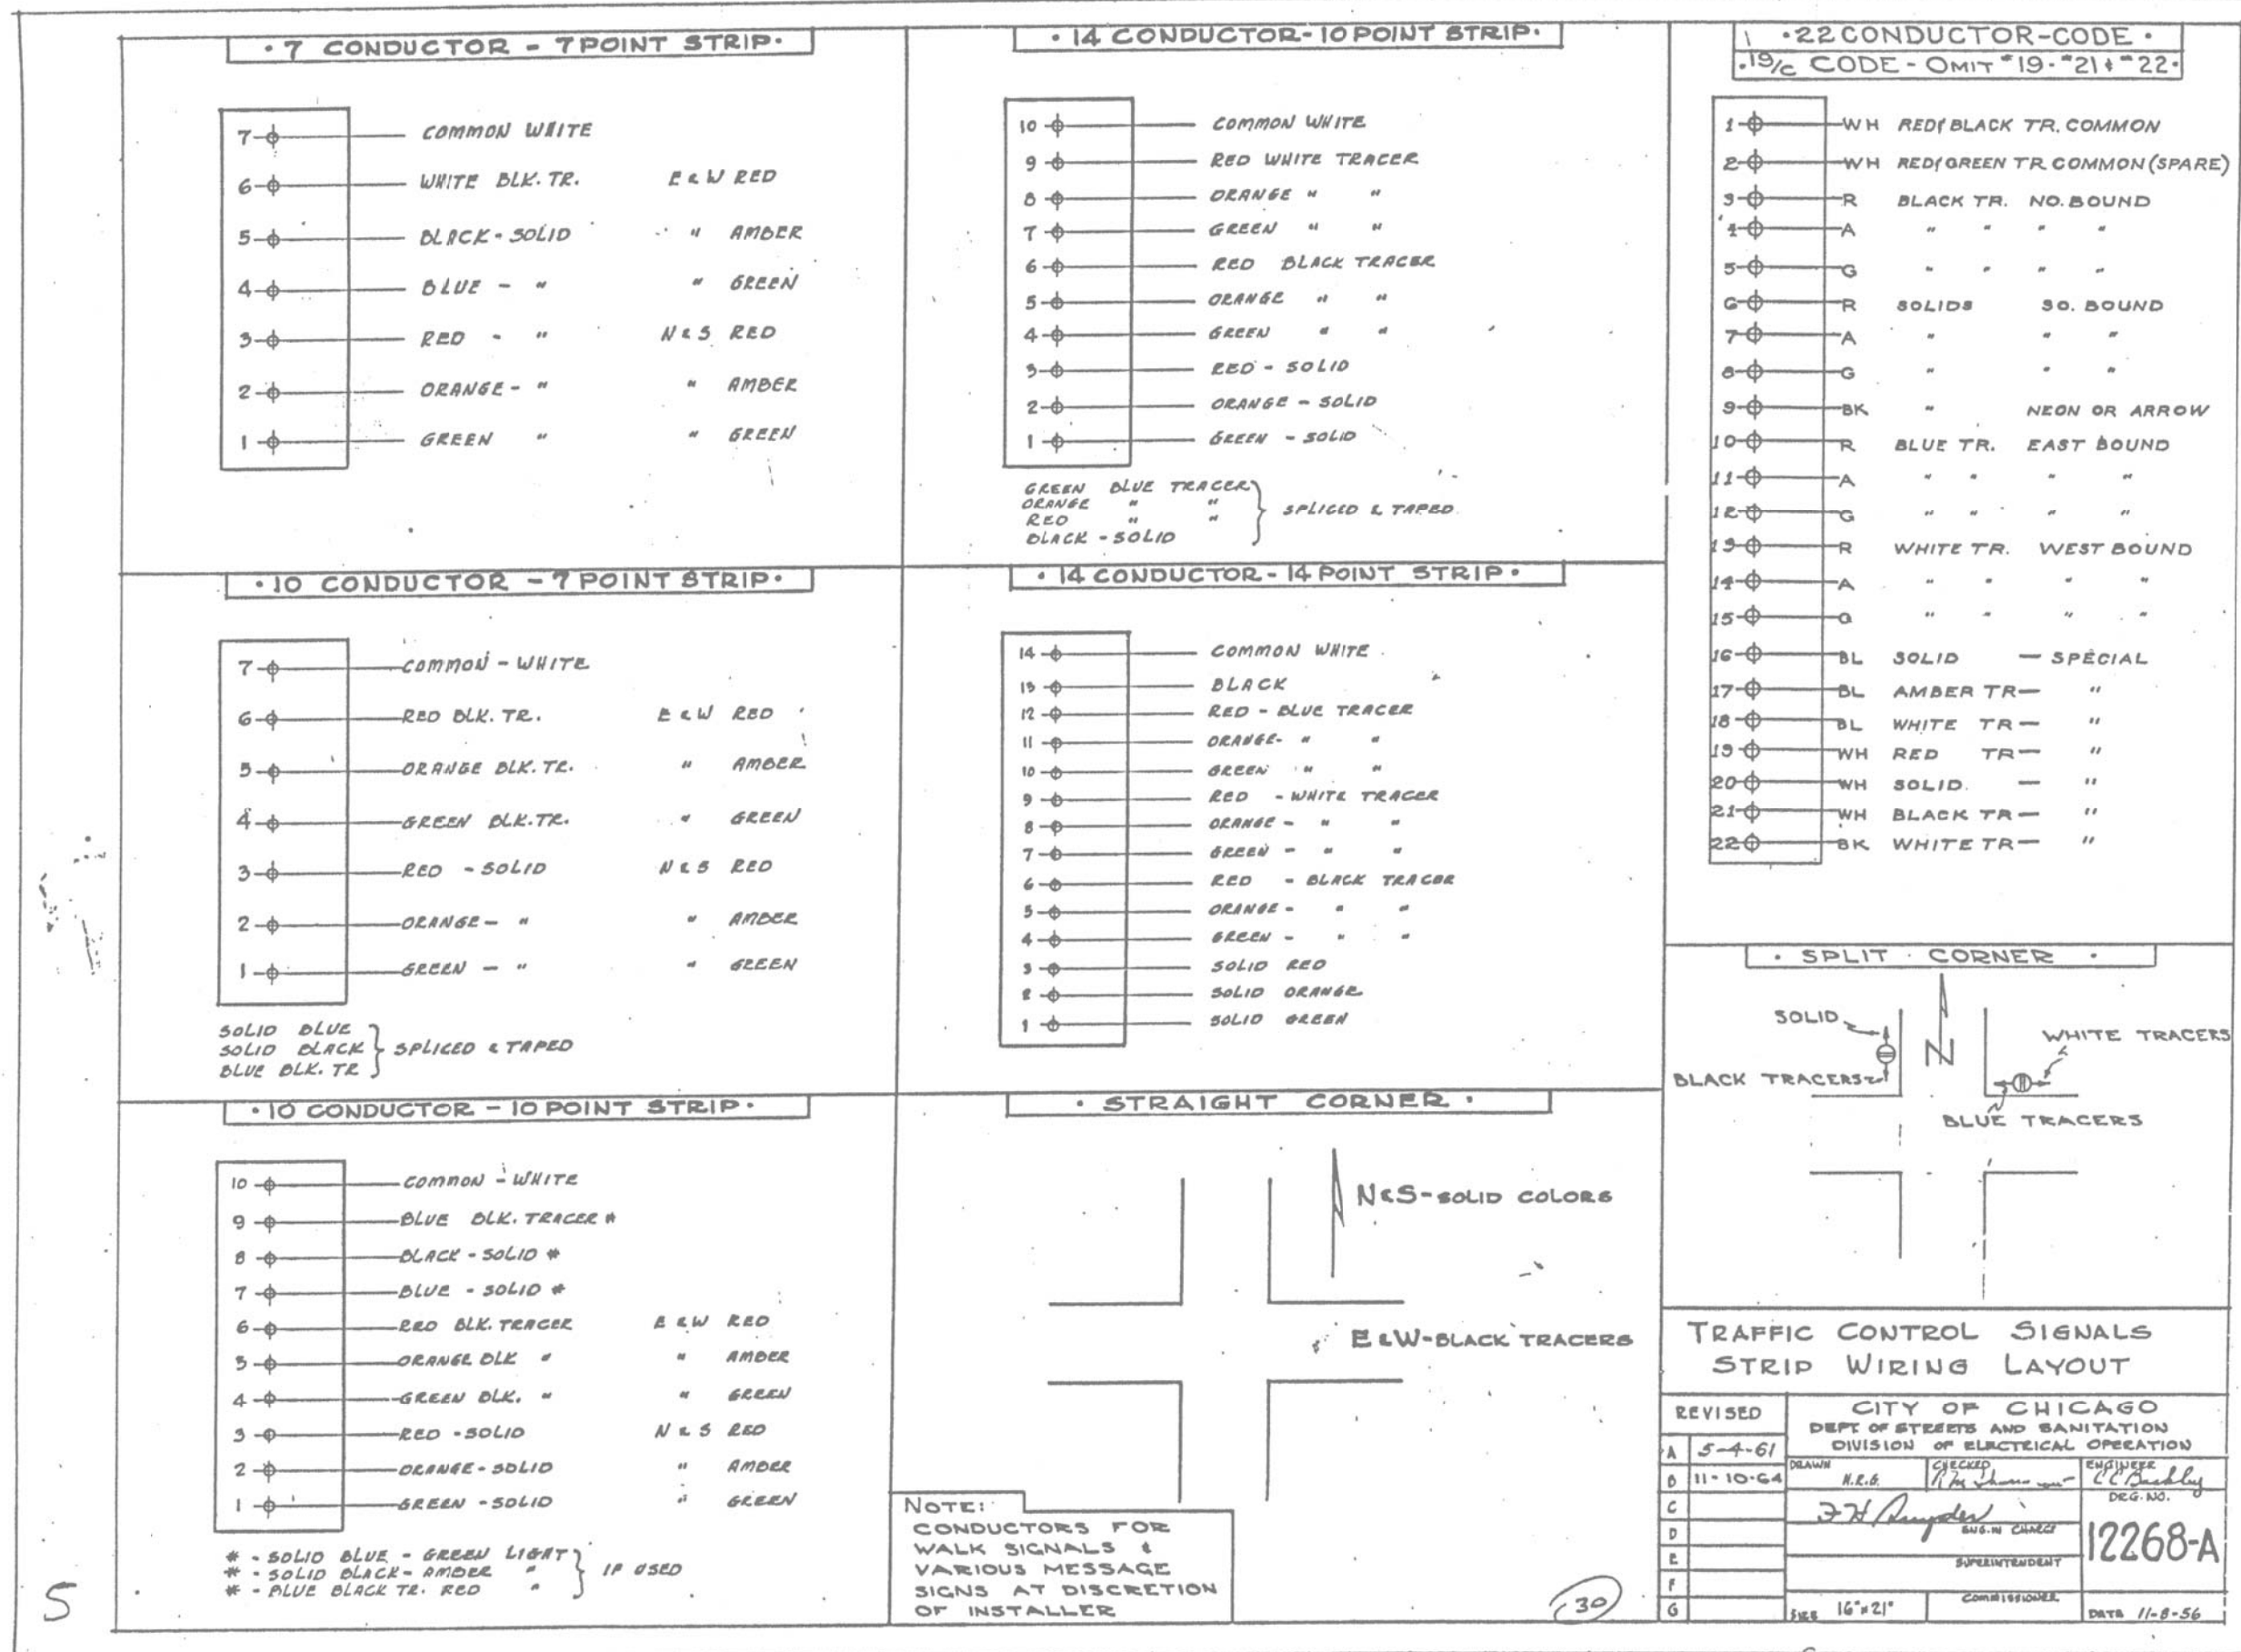 · 7 CONDUCTOR - 7 POINT STRIP ·
7 COMMON WHITE
6 WHITE BLK. TR. E & W RED
5 BLACK - SOLID " AMBER
4 BLUE - " " GREEN
3 RED - " N & S RED
2 ORANGE - " " AMBER
1 GREEN " " GREEN
· 10 CONDUCTOR - 7 POINT STRIP ·
7 COMMON - WHITE
6 RED BLK. TR. E & W RED
5 ORANGE BLK. TR. " AMBER
4 GREEN BLK. TR. " GREEN
3 RED - SOLID N & S RED
2 ORANGE - " " AMBER
1 GREEN - " " GREEN
SOLID BLUE
SOLID BLACK } SPLICED & TAPED
BLUE BLK. TR
· 10 CONDUCTOR - 10 POINT STRIP ·
10 COMMON - WHITE
9 BLUE BLK. TRACER *
8 BLACK - SOLID *
7 BLUE - SOLID *
6 RED BLK. TRACER E & W RED
5 ORANGE BLK " " AMBER
4 GREEN BLK. " " GREEN
3 RED - SOLID N & S RED
2 ORANGE - SOLID " AMBER
1 GREEN - SOLID " GREEN
* - SOLID BLUE - GREEN LIGHT
* - SOLID BLACK - AMBER " } IF USED
* - BLUE BLACK TR. RED "
· 14 CONDUCTOR - 10 POINT STRIP ·
10 COMMON WHITE
9 RED WHITE TRACER
8 ORANGE " "
7 GREEN " "
6 RED BLACK TRACER
5 ORANGE " "
4 GREEN " "
3 RED - SOLID
2 ORANGE - SOLID
1 GREEN - SOLID
GREEN BLUE TRACER
ORANGE " " } SPLICED & TAPED
RED " "
BLACK - SOLID
· 14 CONDUCTOR - 14 POINT STRIP ·
14 COMMON WHITE
13 BLACK
12 RED - BLUE TRACER
11 ORANGE - " "
10 GREEN " "
9 RED - WHITE TRACER
8 ORANGE - " "
7 GREEN - " "
6 RED - BLACK TRACER
5 ORANGE - " "
4 GREEN - " "
3 SOLID RED
2 SOLID ORANGE
1 SOLID GREEN
· STRAIGHT CORNER ·
N&S - SOLID COLORS
E&W - BLACK TRACERS
NOTE:
CONDUCTORS FOR
WALK SIGNALS &
VARIOUS MESSAGE
SIGNS AT DISCRETION
OF INSTALLER
30
· 22 CONDUCTOR - CODE ·
· 19/C CODE - OMIT #19 - #21 & #22 ·
1 WH RED & BLACK TR. COMMON
2 WH RED & GREEN TR COMMON (SPARE)
3 R BLACK TR. NO. BOUND
4 A " " " "
5 G " " " "
6 R SOLIDS SO. BOUND
7 A " " "
8 G " " "
9 BK " NEON OR ARROW
10 R BLUE TR. EAST BOUND
11 A " " " "
12 G " " " "
13 R WHITE TR. WEST BOUND
14 A " " " "
15 G " " " "
16 BL SOLID — SPECIAL
17 BL AMBER TR — "
18 BL WHITE TR — "
19 WH RED TR — "
20 WH SOLID. — "
21 WH BLACK TR — "
22 BK WHITE TR — "
· SPLIT CORNER ·
SOLID
N
WHITE TRACERS
BLACK TRACERS
BLUE TRACERS
TRAFFIC CONTROL SIGNALS
STRIP WIRING LAYOUT
REVISED
A 5-4-61
B 11-10-64
C
D
E
F
G
CITY OF CHICAGO
DEPT OF STREETS AND SANITATION
DIVISION OF ELECTRICAL OPERATION
DRAWN N.R.G.
CHECKED
ENGINEER
ENG. IN CHARGE
DRG. NO.
12268-A
SUPERINTENDENT
COMMISSIONER
SIZE 16"x21"
DATE 11-8-56
5